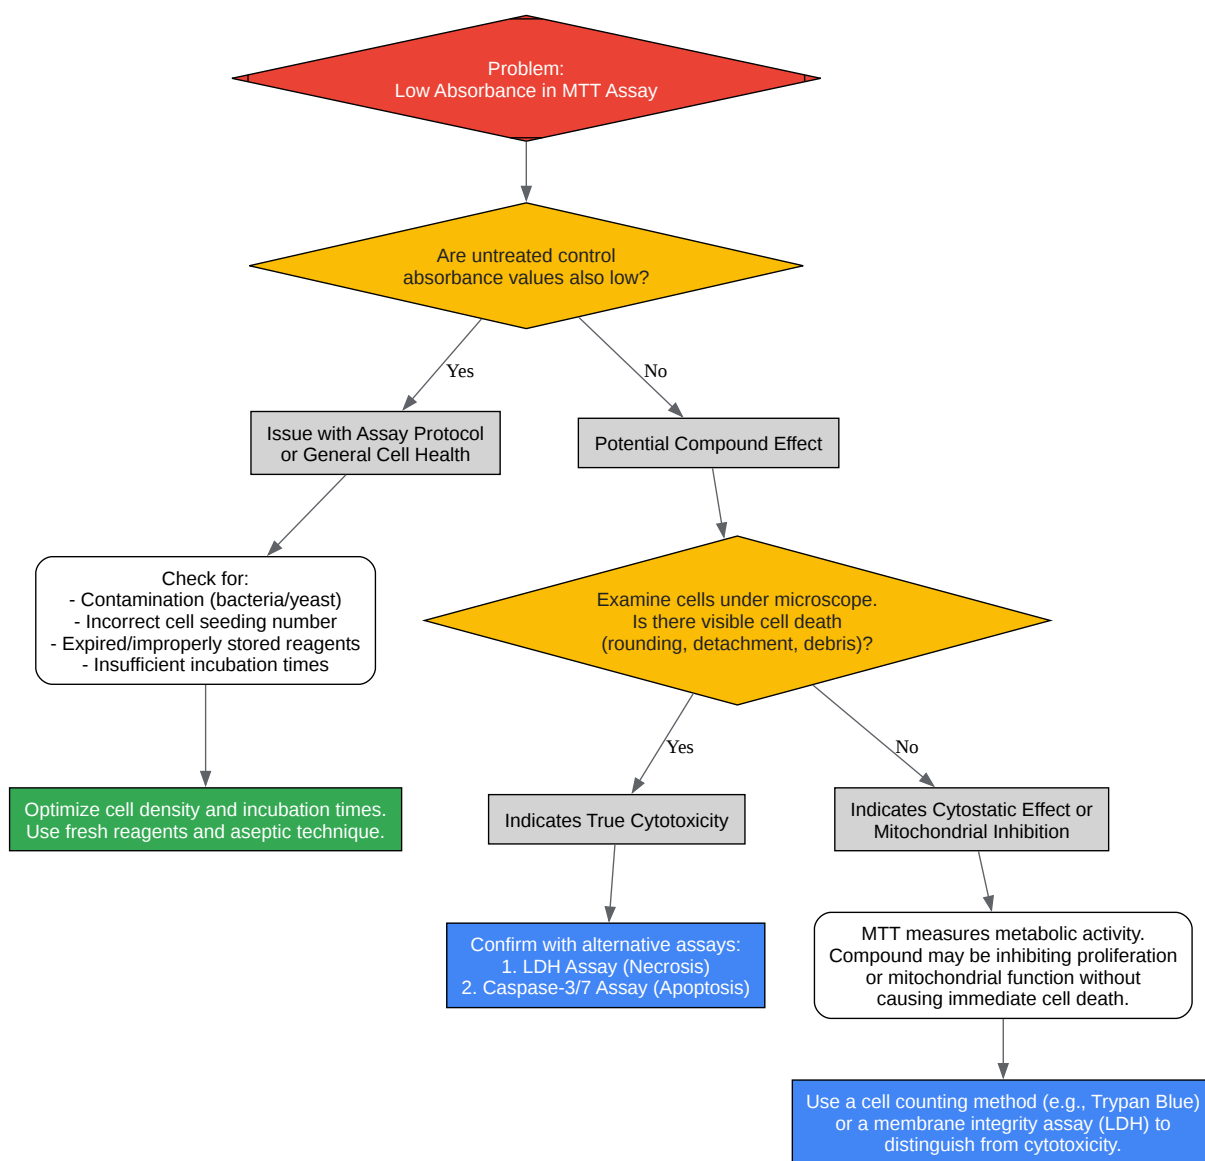 Problem:
Low Absorbance in MTT Assay
Are untreated control
absorbance values also low?
Yes
No
Issue with Assay Protocol
or General Cell Health
Potential Compound Effect
Check for:
- Contamination (bacteria/yeast)
- Incorrect cell seeding number
- Expired/improperly stored reagents
- Insufficient incubation times
Examine cells under microscope.
Is there visible cell death
(rounding, detachment, debris)?
Yes
No
Optimize cell density and incubation times.
Use fresh reagents and aseptic technique.
Indicates True Cytotoxicity
Indicates Cytostatic Effect or
Mitochondrial Inhibition
Confirm with alternative assays:
1. LDH Assay (Necrosis)
2. Caspase-3/7 Assay (Apoptosis)
MTT measures metabolic activity.
Compound may be inhibiting proliferation
or mitochondrial function without
causing immediate cell death.
Use a cell counting method (e.g., Trypan Blue)
or a membrane integrity assay (LDH) to
distinguish from cytotoxicity.